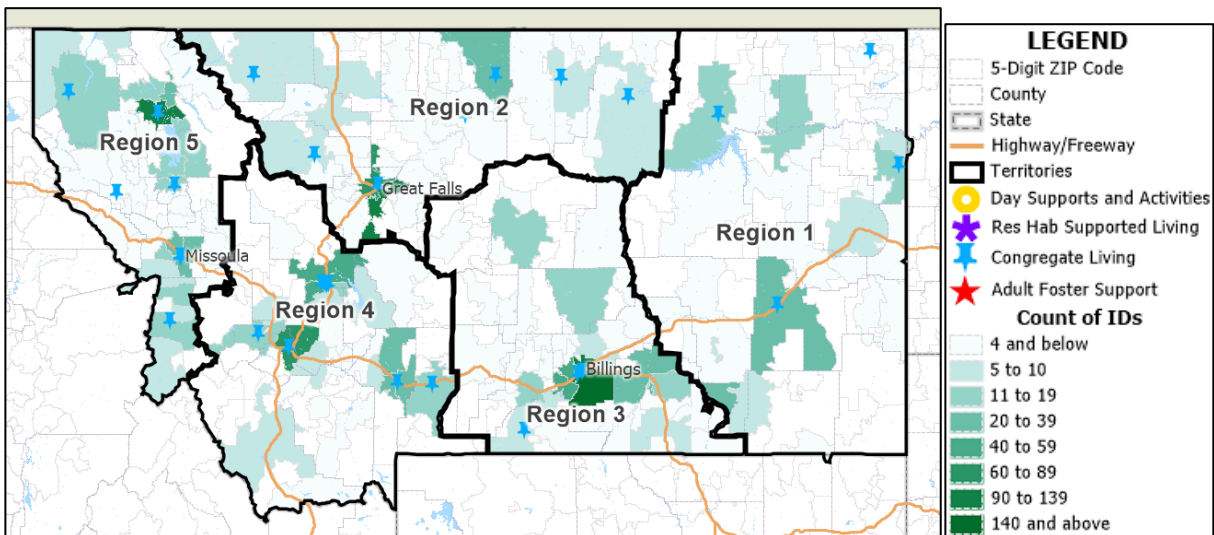 Region 2
Region 5
Great Falls
Region 1
Missoula
Region 4
Billings
Region 3
LEGEND
5-Digit ZIP Code
County
State
Highway/Freeway
Territories
Day Supports and Activities
Res Hab Supported Living
Congregate Living
Adult Foster Support
Count of IDs
4 and below
5 to 10
11 to 19
20 to 39
40 to 59
60 to 89
90 to 139
140 and above